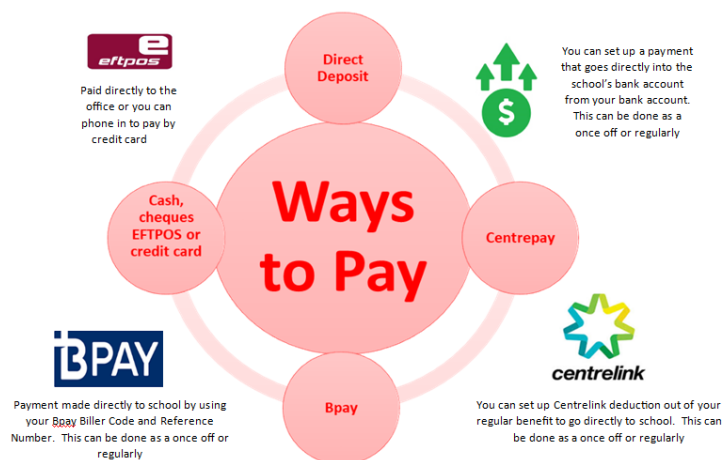 e
eftpos
Paid directly to the
office or you can
phone in to pay by
credit card
Direct
Deposit
$
You can set up a payment
that goes directly into the
school's bank account
from your bank account.
This can be done as a
once off or regularly
Cash,
cheques
EFTPOS or
credit card
Ways
to Pay
Centrepay
BPAY
Payment made directly to school by using
your Bpay Biller Code and Reference
Number.  This can be done as a once off or
regularly
Bpay
centrelink
You can set up Centrelink deduction out of your
regular benefit to go directly to school.  This can
be done as a once off or regularly